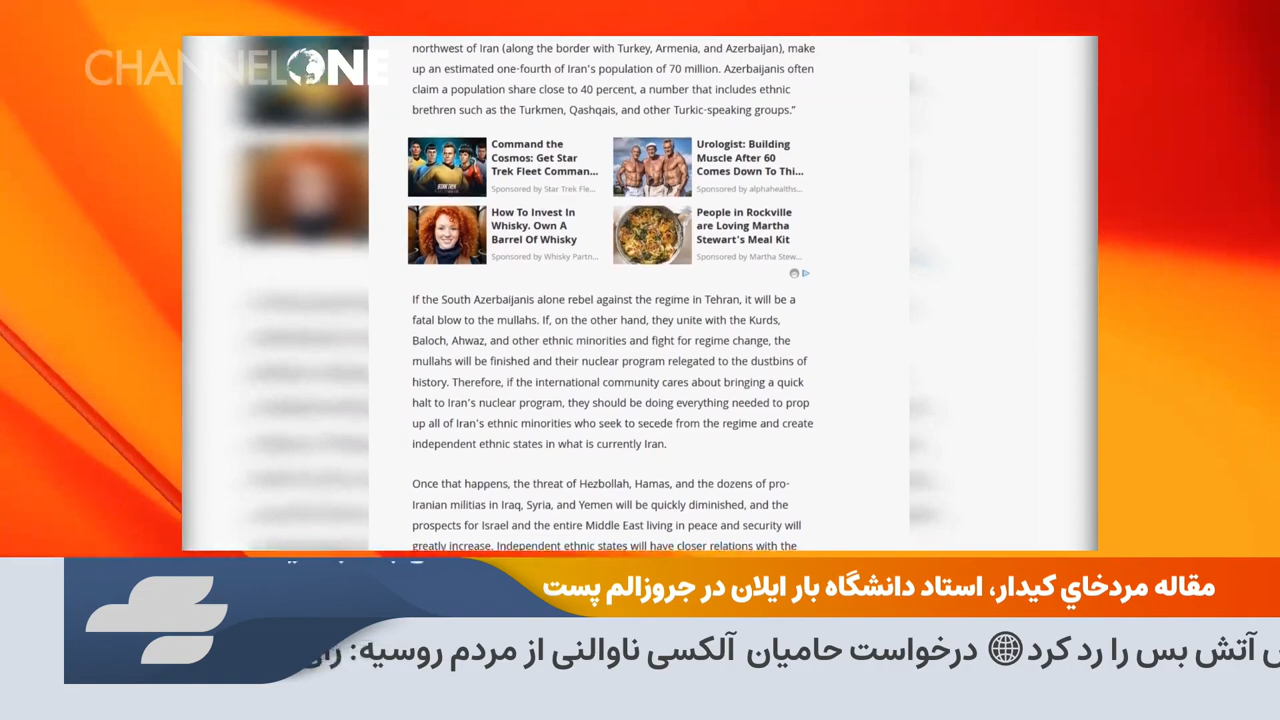 CHANNEL ONE
northwest of Iran (along the border with Turkey, Armenia, and Azerbaijan), make
up an estimated one-fourth of Iran's population of 70 million. Azerbaijanis often
claim a population share close to 40 percent, a number that includes ethnic
brethren such as the Turkmen, Qashqais, and other Turkic-speaking groups."
Command the
Cosmos: Get Star
Trek Fleet Comman...
Sponsored by Star Trek Fle...
Urologist: Building
Muscle After 60
Comes Down To Thi...
Sponsored by alphahealths...
How To Invest In
Whisky. Own A
Barrel Of Whisky
Sponsored by Whisky Partn...
People in Rockville
are Loving Martha
Stewart's Meal Kit
Sponsored by Martha Stew...
If the South Azerbaijanis alone rebel against the regime in Tehran, it will be a
fatal blow to the mullahs. If, on the other hand, they unite with the Kurds,
Baloch, Ahwaz, and other ethnic minorities and fight for regime change, the
mullahs will be finished and their nuclear program relegated to the dustbins of
history. Therefore, if the international community cares about bringing a quick
halt to Iran's nuclear program, they should be doing everything needed to prop
up all of Iran's ethnic minorities who seek to secede from the regime and create
independent ethnic states in what is currently Iran.
Once that happens, the threat of Hezbollah, Hamas, and the dozens of pro-
Iranian militias in Iraq, Syria, and Yemen will be quickly diminished, and the
prospects for Israel and the entire Middle East living in peace and security will
greatly increase. Independent ethnic states will have closer relations with the
مقاله مردخاي کیدار، استاد دانشگاه بار ایلان در جروزالم پست
آتش بس را رد کرد درخواست حامیان آلکسی ناوالنی از مردم روسیه: